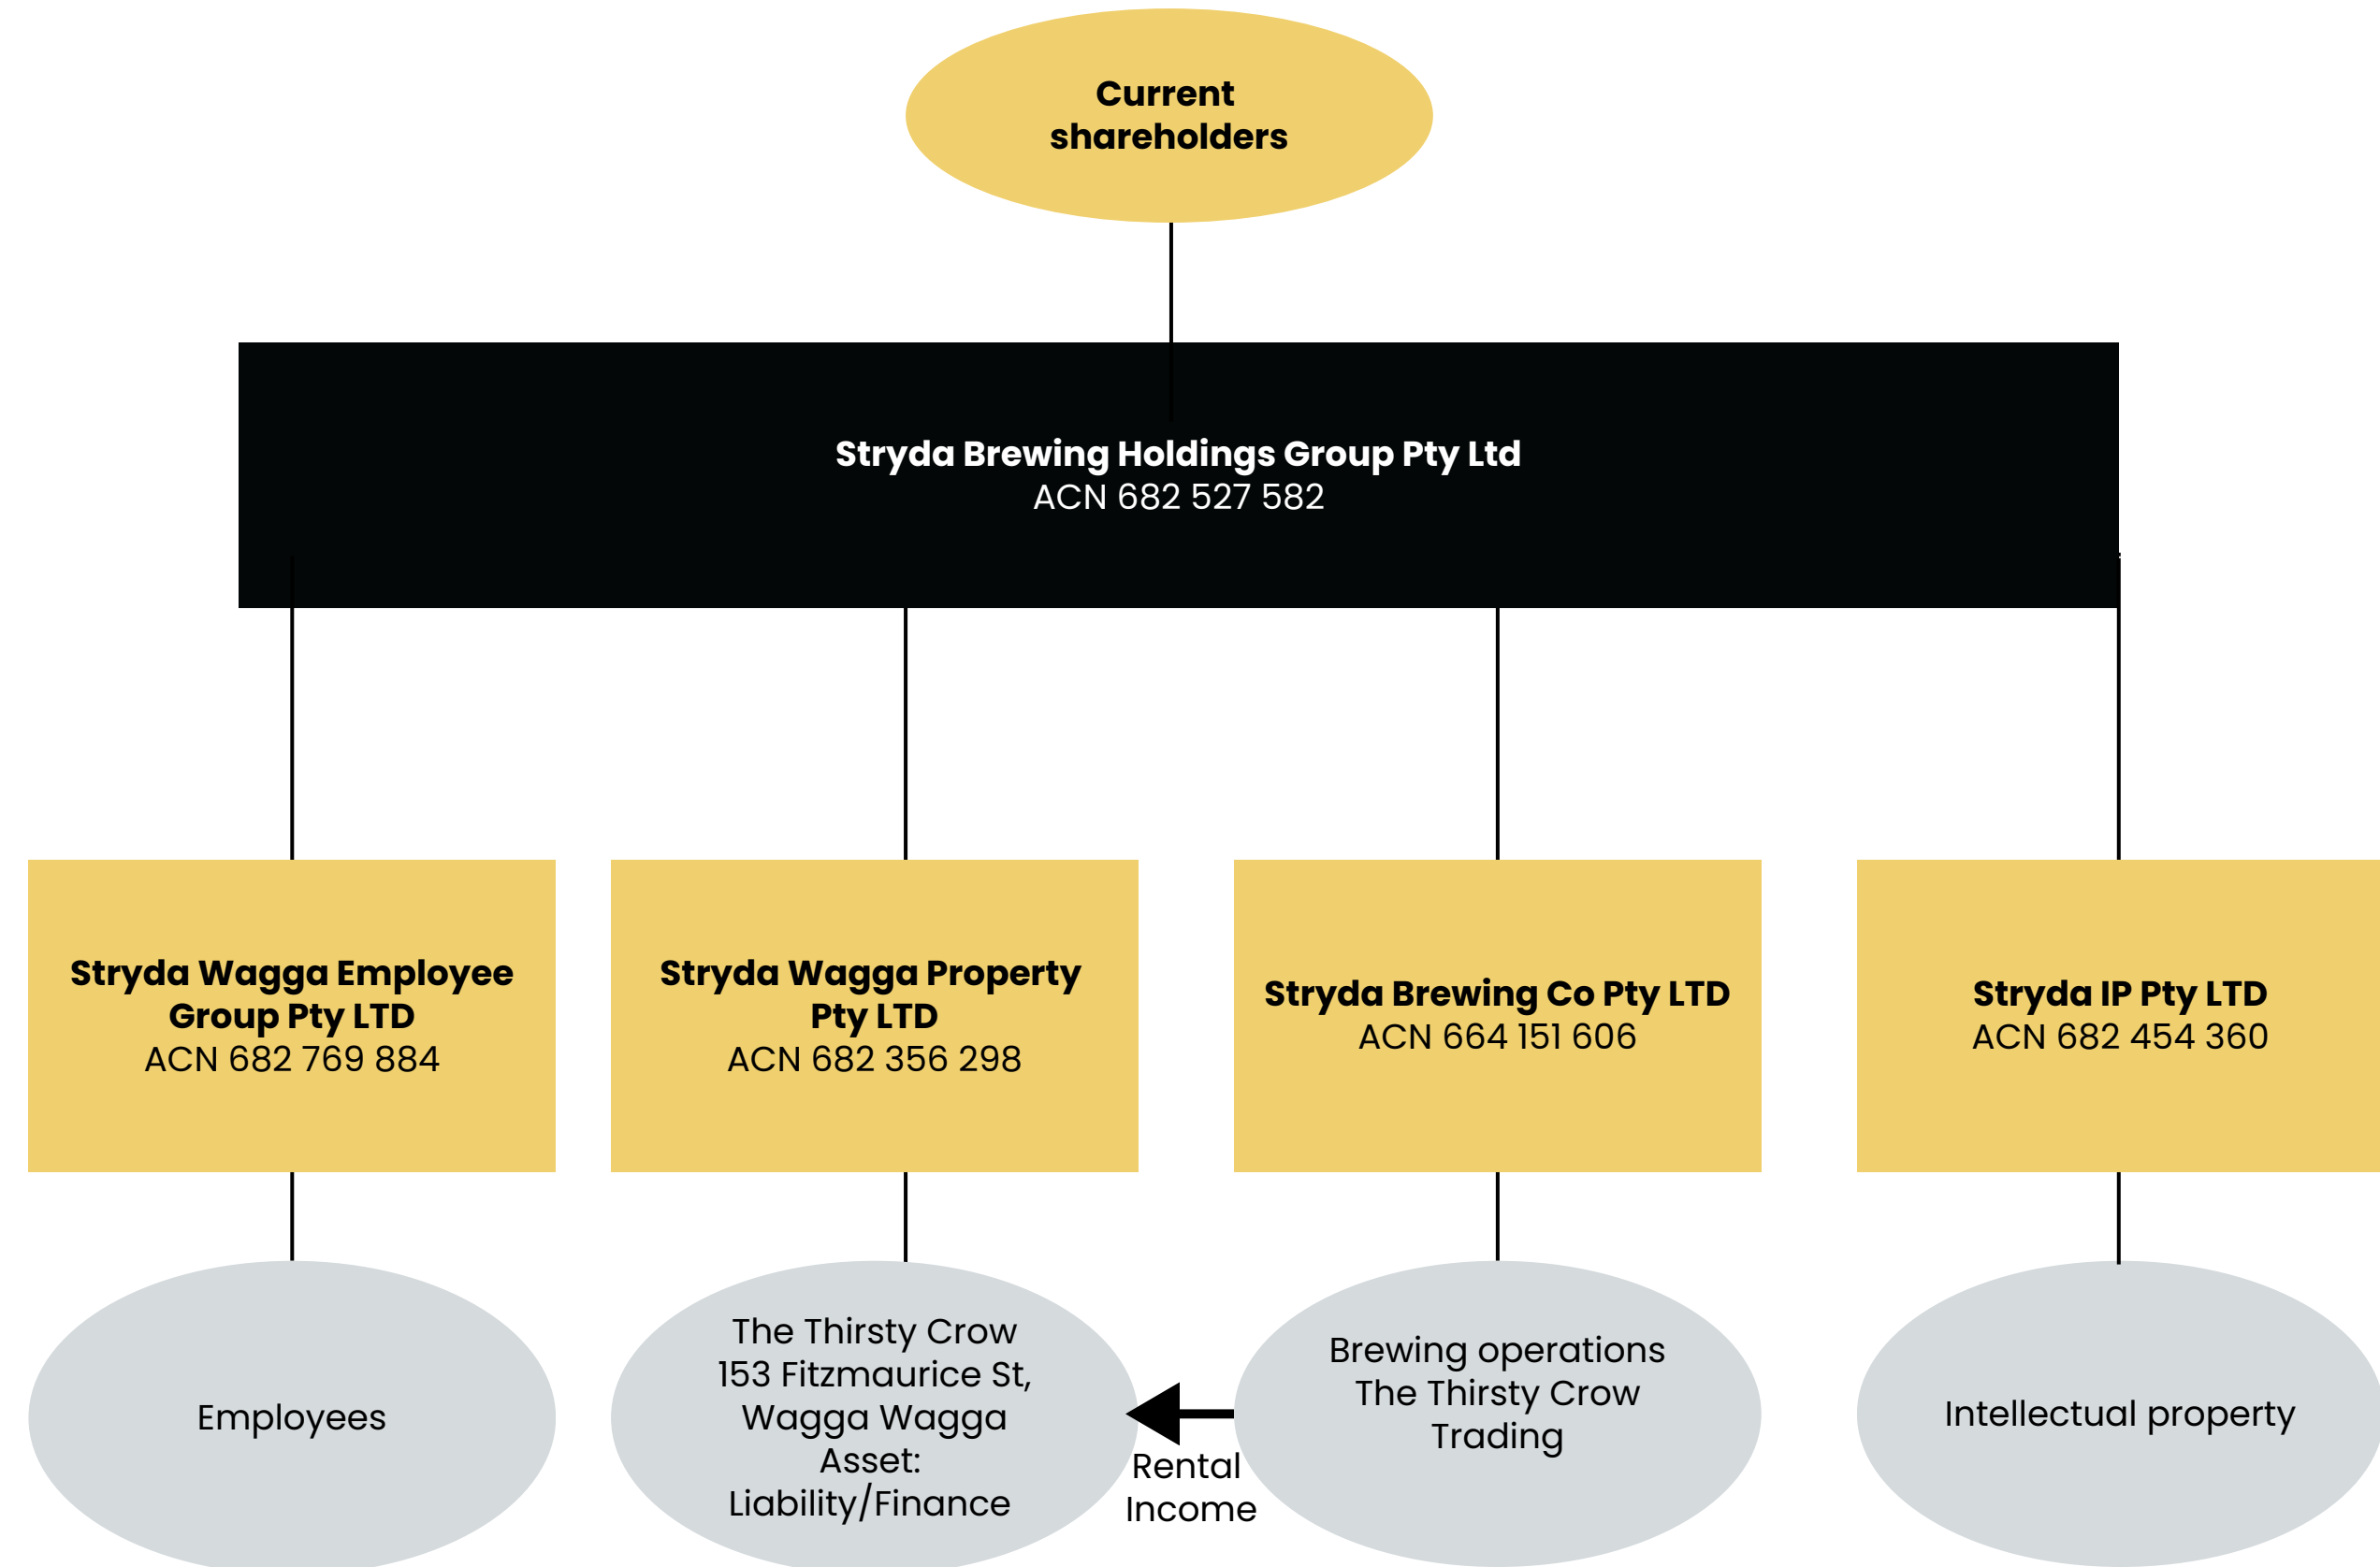 Current
shareholders
Stryda Brewing Holdings Group Pty Ltd
ACN 682 527 582
Stryda Wagga Employee
Group Pty LTD
ACN 682 769 884
Stryda Wagga Property
Pty LTD
ACN 682 356 298
Stryda Brewing Co Pty LTD
ACN 664 151 606
Stryda IP Pty LTD
ACN 682 454 360
Employees
The Thirsty Crow
153 Fitzmaurice St,
Wagga Wagga
Asset:
Liability/Finance
Rental
Income
Brewing operations
The Thirsty Crow
Trading
Intellectual property